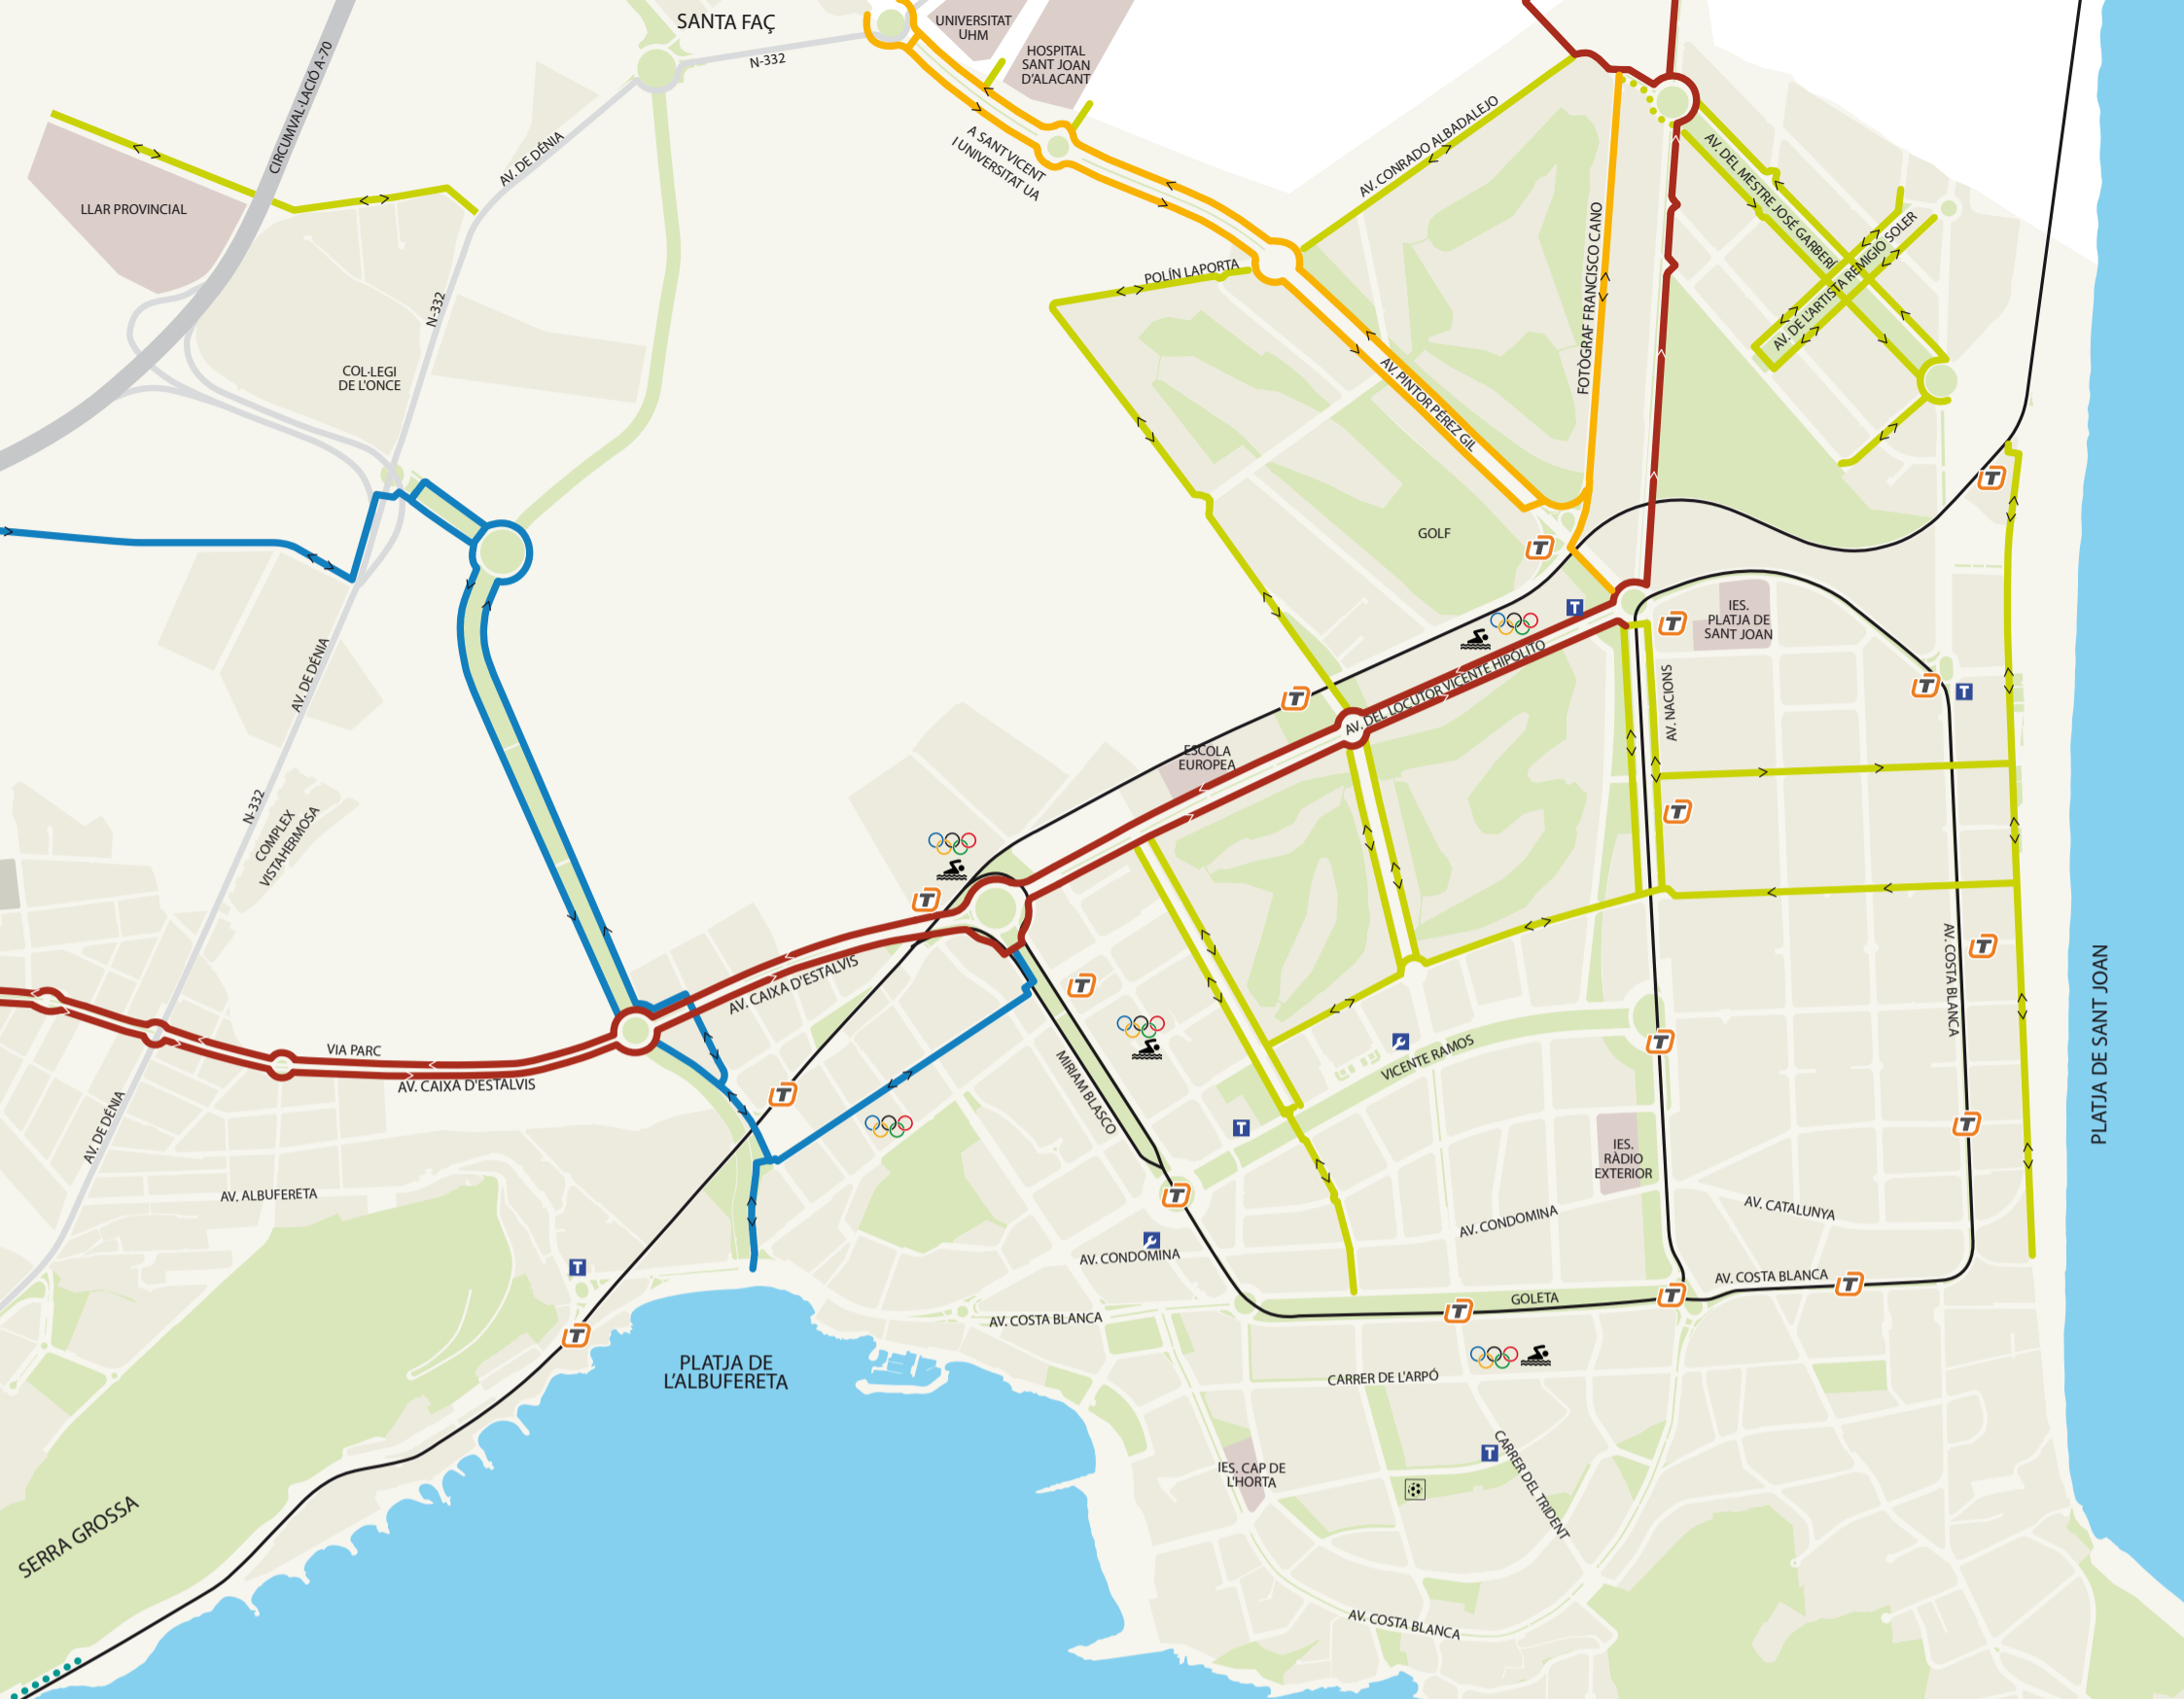 SANTA FAÇ
UNIVERSITAT
UHM
HOSPITAL
SANT JOAN
D'ALACANT
N-332
CIRCUMVAL·LACIÓ A-70
AV. DE DÉNIA
A SANT VICENT
I UNIVERSITAT UA
AV. CONRADO ALBADALEJO
AV. DEL MESTRE JOSÉ GARBERÍ
LLAR PROVINCIAL
AV. DE L'ARTISTA REMIGIO SOLER
FOTÒGRAF FRANCISCO CANO
POLÍN LAPORTA
N-332
COL·LEGI
DE L'ONCE
AV. PINTOR PÉREZ GIL
GOLF
T
T
T
IES.
PLATJA DE
SANT JOAN
T
AV. DE DÉNIA
AV. DEL LOCUTOR VICENTE HIPÓLITO
AV. NACIONS
T
T
T
ESCOLA
EUROPEA
N-332
COMPLEX
VISTAHERMOSA
T
T
AV. CAIXA D'ESTALVIS
T
AV. COSTA BLANCA
T
PLATJA DE SANT JOAN
VIA PARC
AV. CAIXA D'ESTALVIS
MIRIAM BLASCO
VICENTE RAMOS
T
T
AV. DE DÉNIA
T
T
IES.
RÀDIO
EXTERIOR
AV. ALBUFERETA
T
AV. CONDOMINA
AV. CONDOMINA
AV. CATALUNYA
T
T
AV. COSTA BLANCA
AV. COSTA BLANCA
GOLETA
T
T
T
PLATJA DE
L'ALBUFERETA
CARRER DE L'ARPÓ
IES. CAP DE
L'HORTA
T
CARRER DEL TRIDENT
SERRA GROSSA
AV. COSTA BLANCA